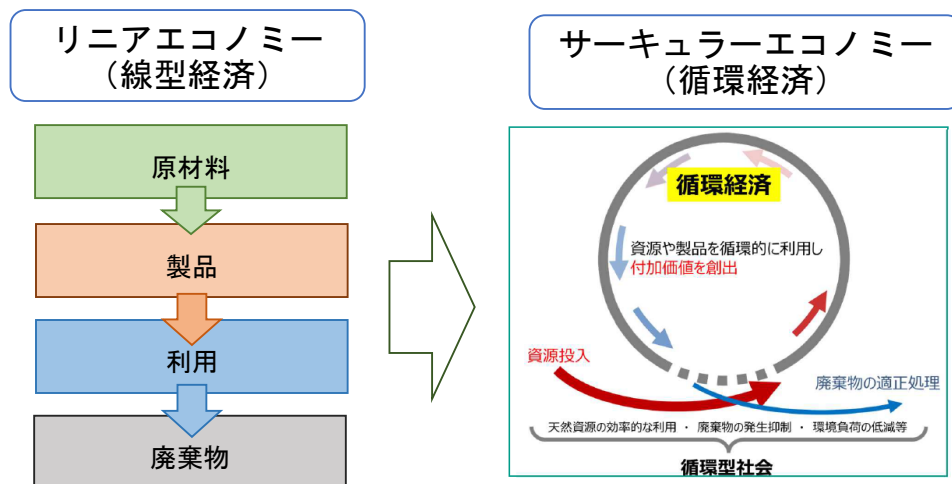 リニアエコノミー
（線型経済）
原材料
製品
利用
廃棄物
サーキュラーエコノミー
（循環経済）
循環経済
資源や製品を循環的に利用し
付加価値を創出
資源投入
廃棄物の適正処理
天然資源の効率的な利用 ・ 廃棄物の発生抑制 ・ 環境負荷の低減等
循環型社会